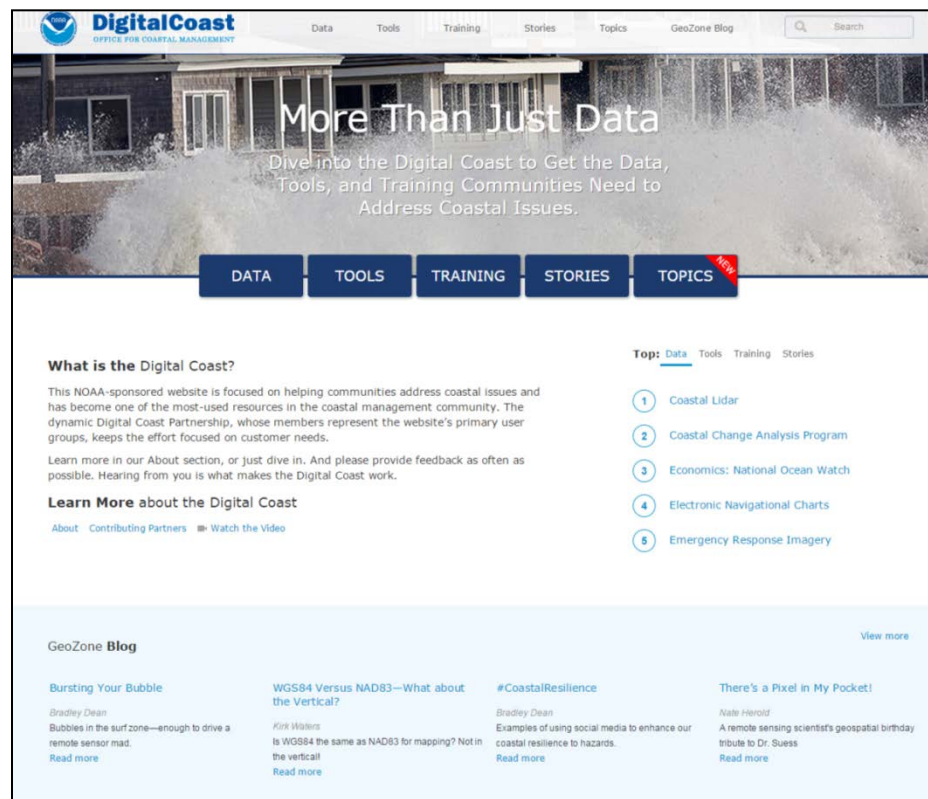 NOAA
DigitalCoast
OFFICE FOR COASTAL MANAGEMENT
Data
Tools
Training
Stories
Topics
GeoZone Blog
Search
More Than Just Data
Dive into the Digital Coast to Get the Data,
Tools, and Training Communities Need to
Address Coastal Issues.
DATA
TOOLS
TRAINING
STORIES
TOPICS
NEW
What is the Digital Coast?
This NOAA-sponsored website is focused on helping communities address coastal issues and
has become one of the most-used resources in the coastal management community. The
dynamic Digital Coast Partnership, whose members represent the website's primary user
groups, keeps the effort focused on customer needs.
Learn more in our About section, or just dive in. And please provide feedback as often as
possible. Hearing from you is what makes the Digital Coast work.
Learn More about the Digital Coast
About Contributing Partners Watch the Video
Top: Data Tools Training Stories
1 Coastal Lidar
2 Coastal Change Analysis Program
3 Economics: National Ocean Watch
4 Electronic Navigational Charts
5 Emergency Response Imagery
GeoZone Blog
View more
Bursting Your Bubble
Bradley Dean
Bubbles in the surf zone—enough to drive a
remote sensor mad.
Read more
WGS84 Versus NAD83—What about
the Vertical?
Kirk Waters
Is WGS84 the same as NAD83 for mapping? Not in
the vertical!
Read more
#CoastalResilience
Bradley Dean
Examples of using social media to enhance our
coastal resilience to hazards.
Read more
There's a Pixel in My Pocket!
Nate Herold
A remote sensing scientist's geospatial birthday
tribute to Dr. Suess
Read more